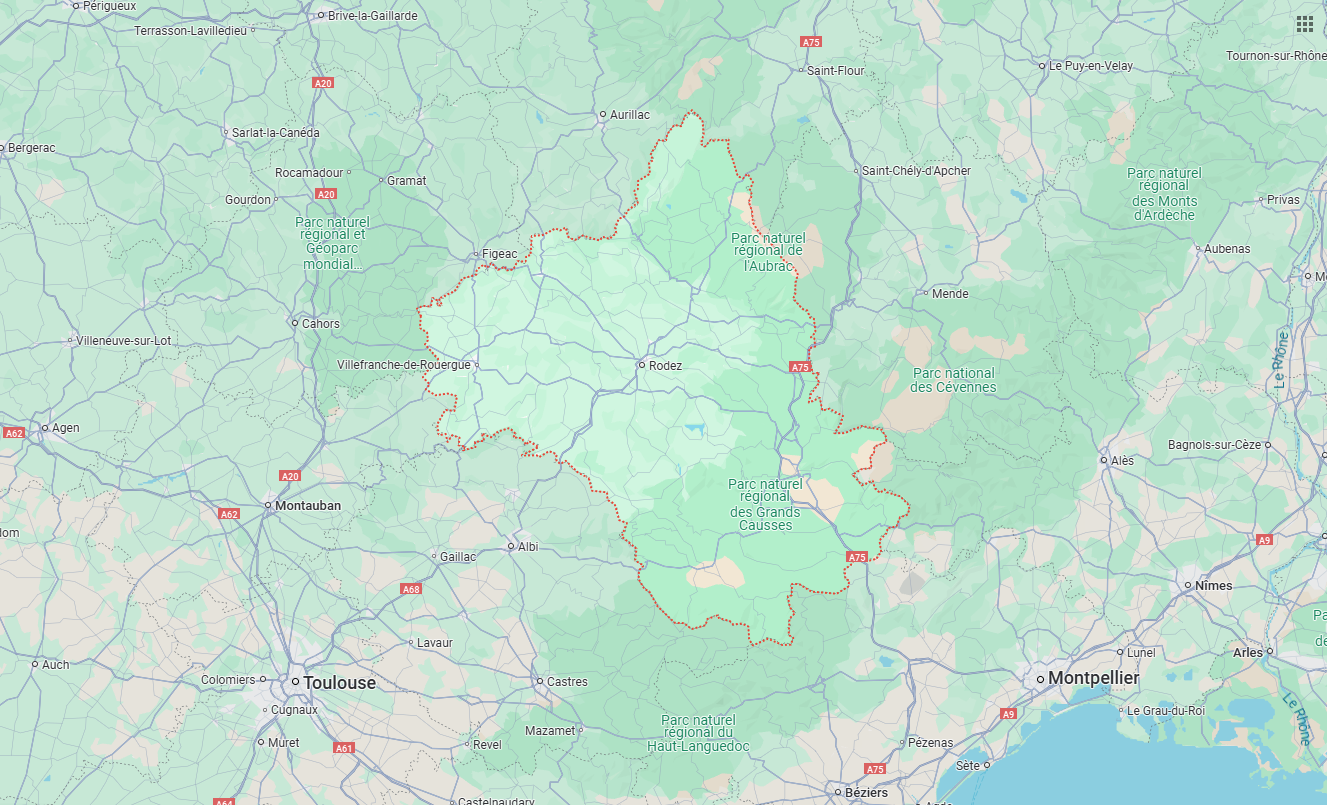 Périgueux
Brive-la-Gaillarde
Terrasson-Lavilledieu
A75
Saint-Flour
Le Puy-en-Velay
Tournon-sur-Rhône
A20
Aurillac
Sarlat-la-Canéda
Bergerac
Rocamadour
Gramat
Saint-Chély-d'Apcher
Parc naturel
régional
des Monts
d'Ardèche
A20
Gourdon
Privas
Parc naturel
régional et
Géoparc
mondial...
Parc naturel
régional de
l'Aubrac
Figeac
Aubenas
Mende
Cahors
Villeneuve-sur-Lot
Villefranche-de-Rouergue
Rodez
A75
Le Rhône
Parc national
des Cévennes
A62
Agen
Bagnols-sur-Cèze
Alès
A20
Parc naturel
régional
des Grands
Causses
Montauban
A62
Albi
Gaillac
A75
A9
A68
Nîmes
Lavaur
Auch
Colomiers
Toulouse
Castres
Montpellier
Lunel
Arles
Cugnaux
A9
Le Grau-du-Roi
Le Rhône
Parc naturel
régional du
Haut-Languedoc
Mazamet
Muret
A61
Revel
Pézenas
Sète
A75
Béziers
A64
Castelnaudary